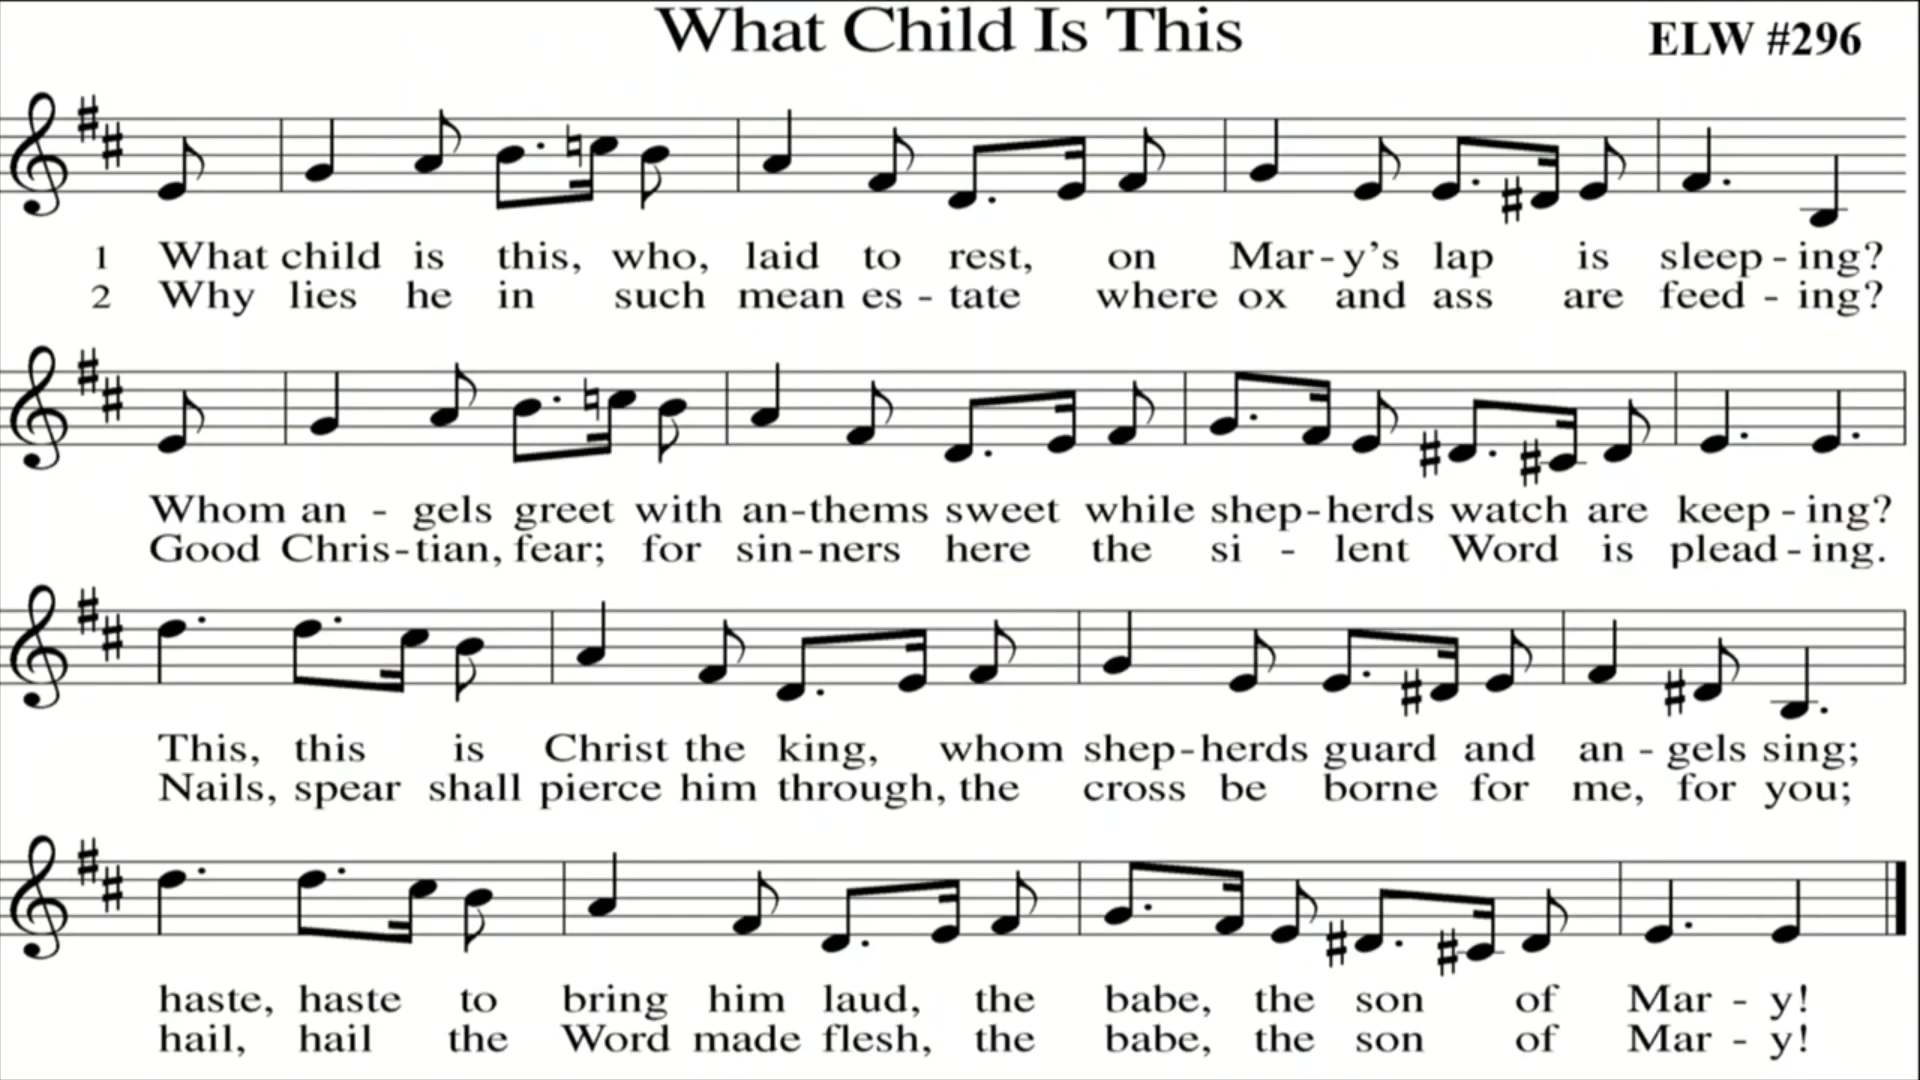 What Child Is This
ELW #296
1 What child is this, who, laid to rest, on Mar-y's lap is sleep-ing?
2 Why lies he in such mean es-tate where ox and ass are feed-ing?
Whom an-gels greet with an-thems sweet while shep-herds watch are keep-ing?
Good Chris-tian, fear; for sin-ners here the si-lent Word is plead-ing.
This, this is Christ the king, whom shep-herds guard and an-gels sing;
Nails, spear shall pierce him through, the cross be borne for me, for you;
haste, haste to bring him laud, the babe, the son of Mar-y!
hail, hail the Word made flesh, the babe, the son of Mar-y!